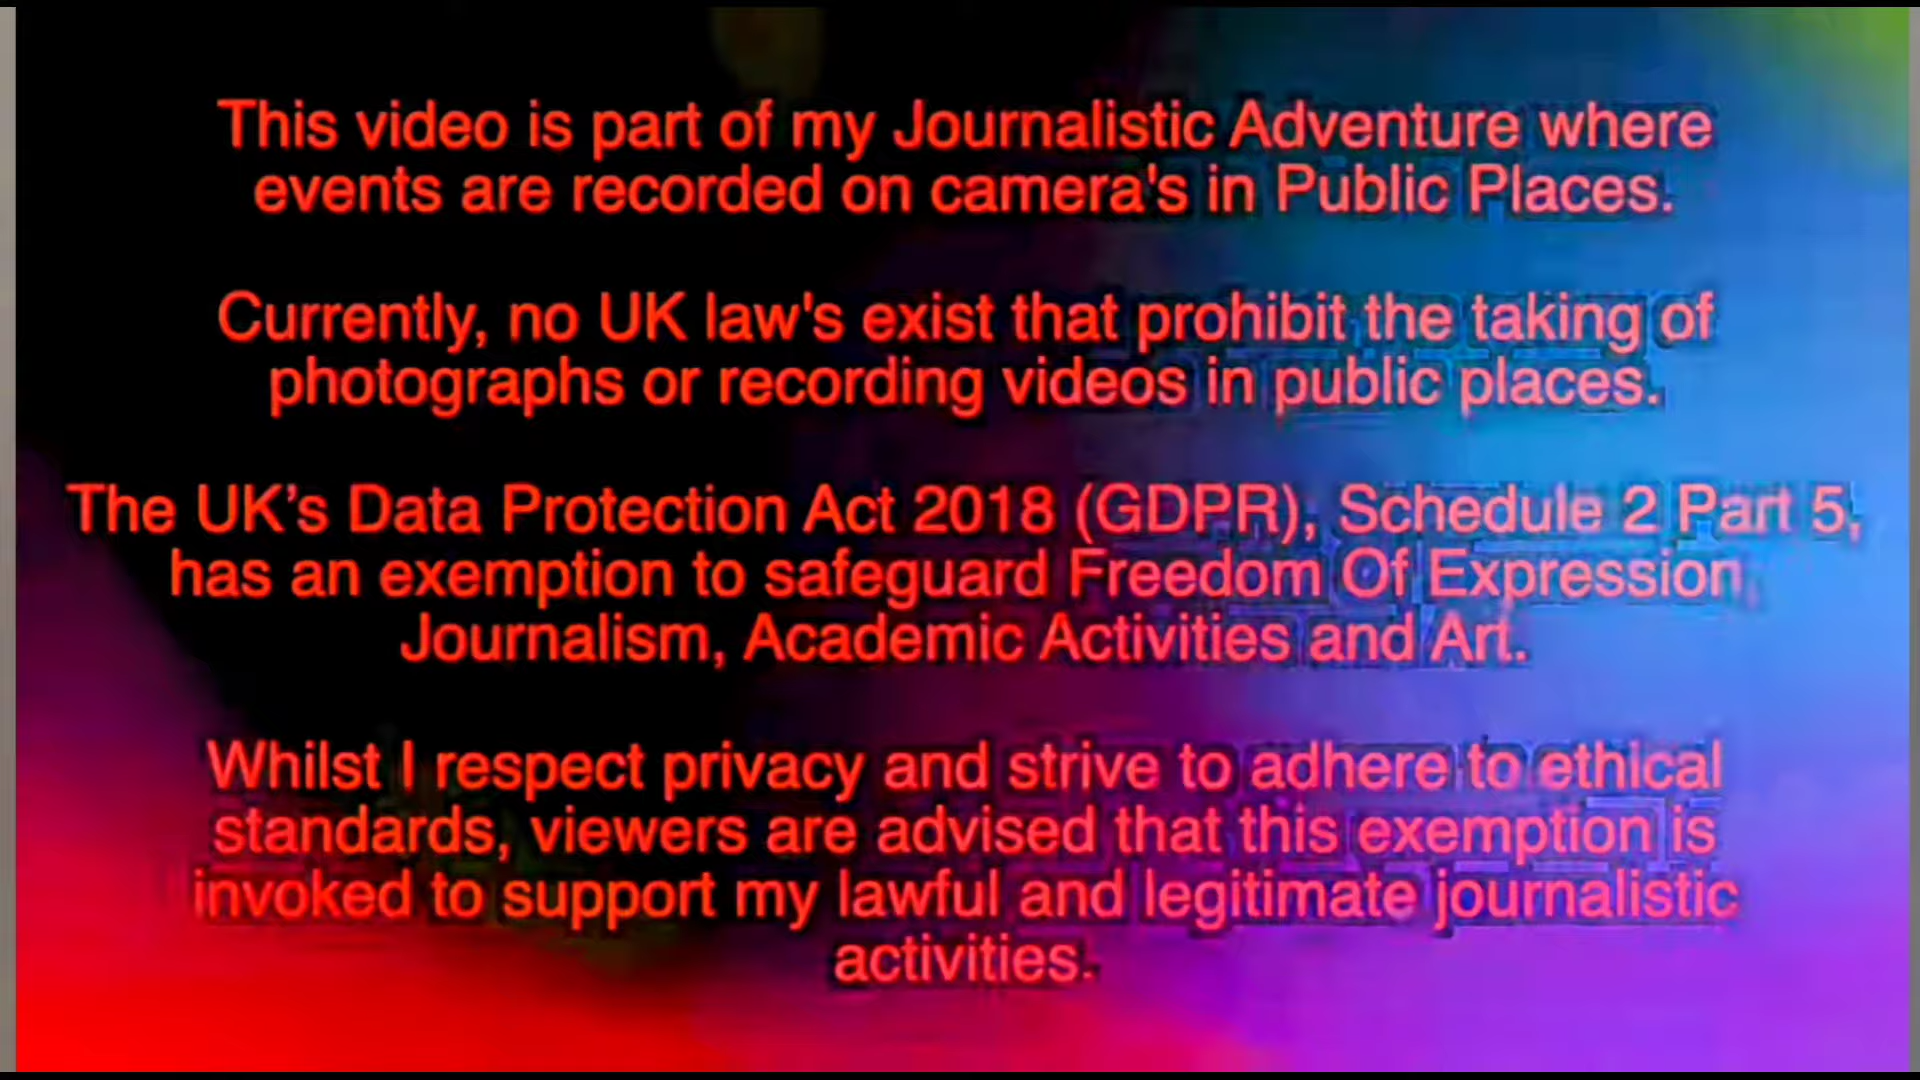 This video is part of my Journalistic Adventure where
events are recorded on camera's in Public Places.
Currently, no UK law's exist that prohibit the taking of
photographs or recording videos in public places.
The UK’s Data Protection Act 2018 (GDPR), Schedule 2 Part 5,
has an exemption to safeguard Freedom Of Expression,
Journalism, Academic Activities and Art.
Whilst I respect privacy and strive to adhere to ethical
standards, viewers are advised that this exemption is
invoked to support my lawful and legitimate journalistic
activities.